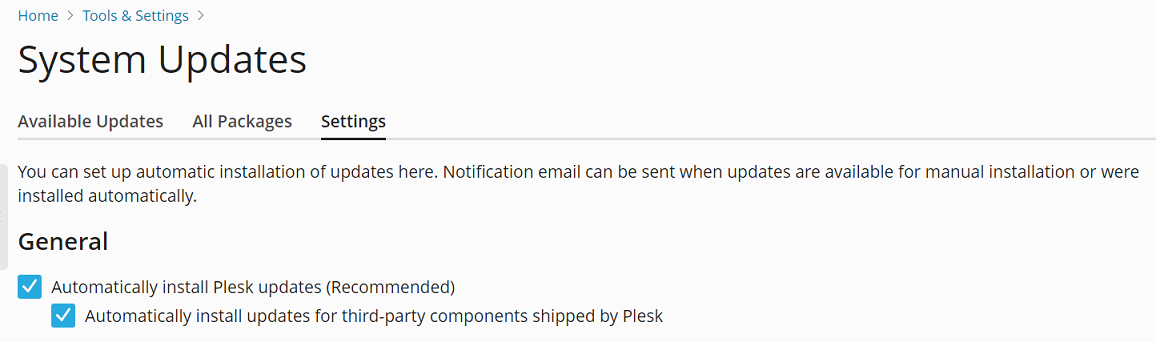 Home > Tools & Settings >
System Updates
Available Updates All Packages Settings
You can set up automatic installation of updates here. Notification email can be sent when updates are available for manual installation or were
installed automatically.
General
Automatically install Plesk updates (Recommended)
Automatically install updates for third-party components shipped by Plesk